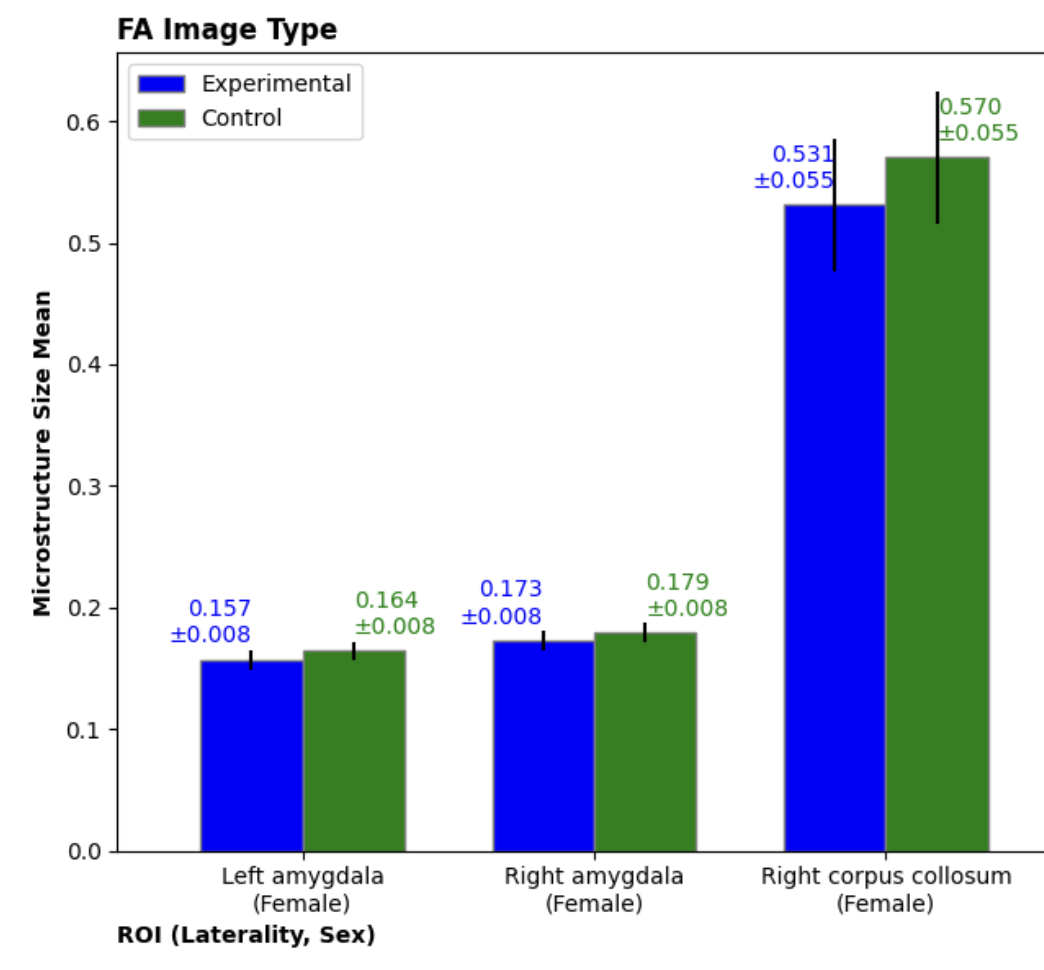 FA Image Type
Experimental
Control
0.6
0.5
0.4
0.3
0.2
0.1
0.0
Microstructure Size Mean
0.157
±0.008
0.164
±0.008
0.173
±0.008
0.179
±0.008
0.531
±0.055
0.570
±0.055
Left amygdala
(Female)
Right amygdala
(Female)
Right corpus collosum
(Female)
ROI (Laterality, Sex)